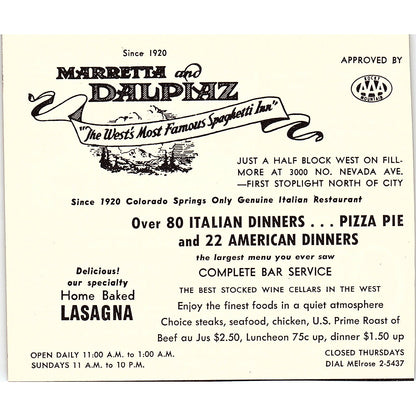 Since 1920
APPROVED BY
MARRETTA and
DALPIAZ
ROCKY
AAA
MOUNTAIN
"The West's Most Famous Spaghetti Inn"
JUST A HALF BLOCK WEST ON FILL-
MORE AT 3000 NO. NEVADA AVE.
—FIRST STOPLIGHT NORTH OF CITY
Since 1920 Colorado Springs Only Genuine Italian Restaurant
Over 80 ITALIAN DINNERS . . . PIZZA PIE
and 22 AMERICAN DINNERS
the largest menu you ever saw
Delicious!
our specialty
Home Baked
LASAGNA
COMPLETE BAR SERVICE
THE BEST STOCKED WINE CELLARS IN THE WEST
Enjoy the finest foods in a quiet atmosphere
Choice steaks, seafood, chicken, U.S. Prime Roast of
Beef au Jus $2.50, Luncheon 75c up, dinner $1.50 up
OPEN DAILY 11:00 A.M. to 1:00 A.M.
SUNDAYS 11 A.M. to 10 P.M.
CLOSED THURSDAYS
DIAL MElrose 2-5437